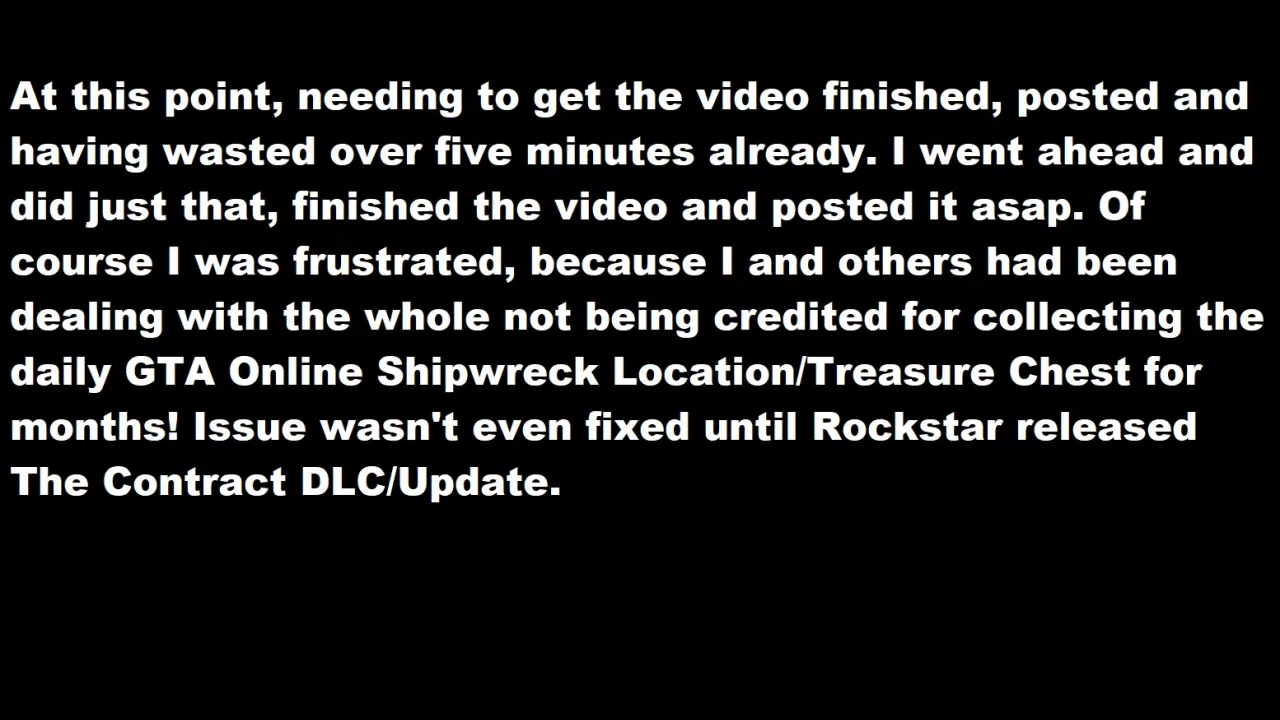 At this point, needing to get the video finished, posted and
having wasted over five minutes already. I went ahead and
did just that, finished the video and posted it asap. Of
course I was frustrated, because I and others had been
dealing with the whole not being credited for collecting the
daily GTA Online Shipwreck Location/Treasure Chest for
months! Issue wasn't even fixed until Rockstar released
The Contract DLC/Update.